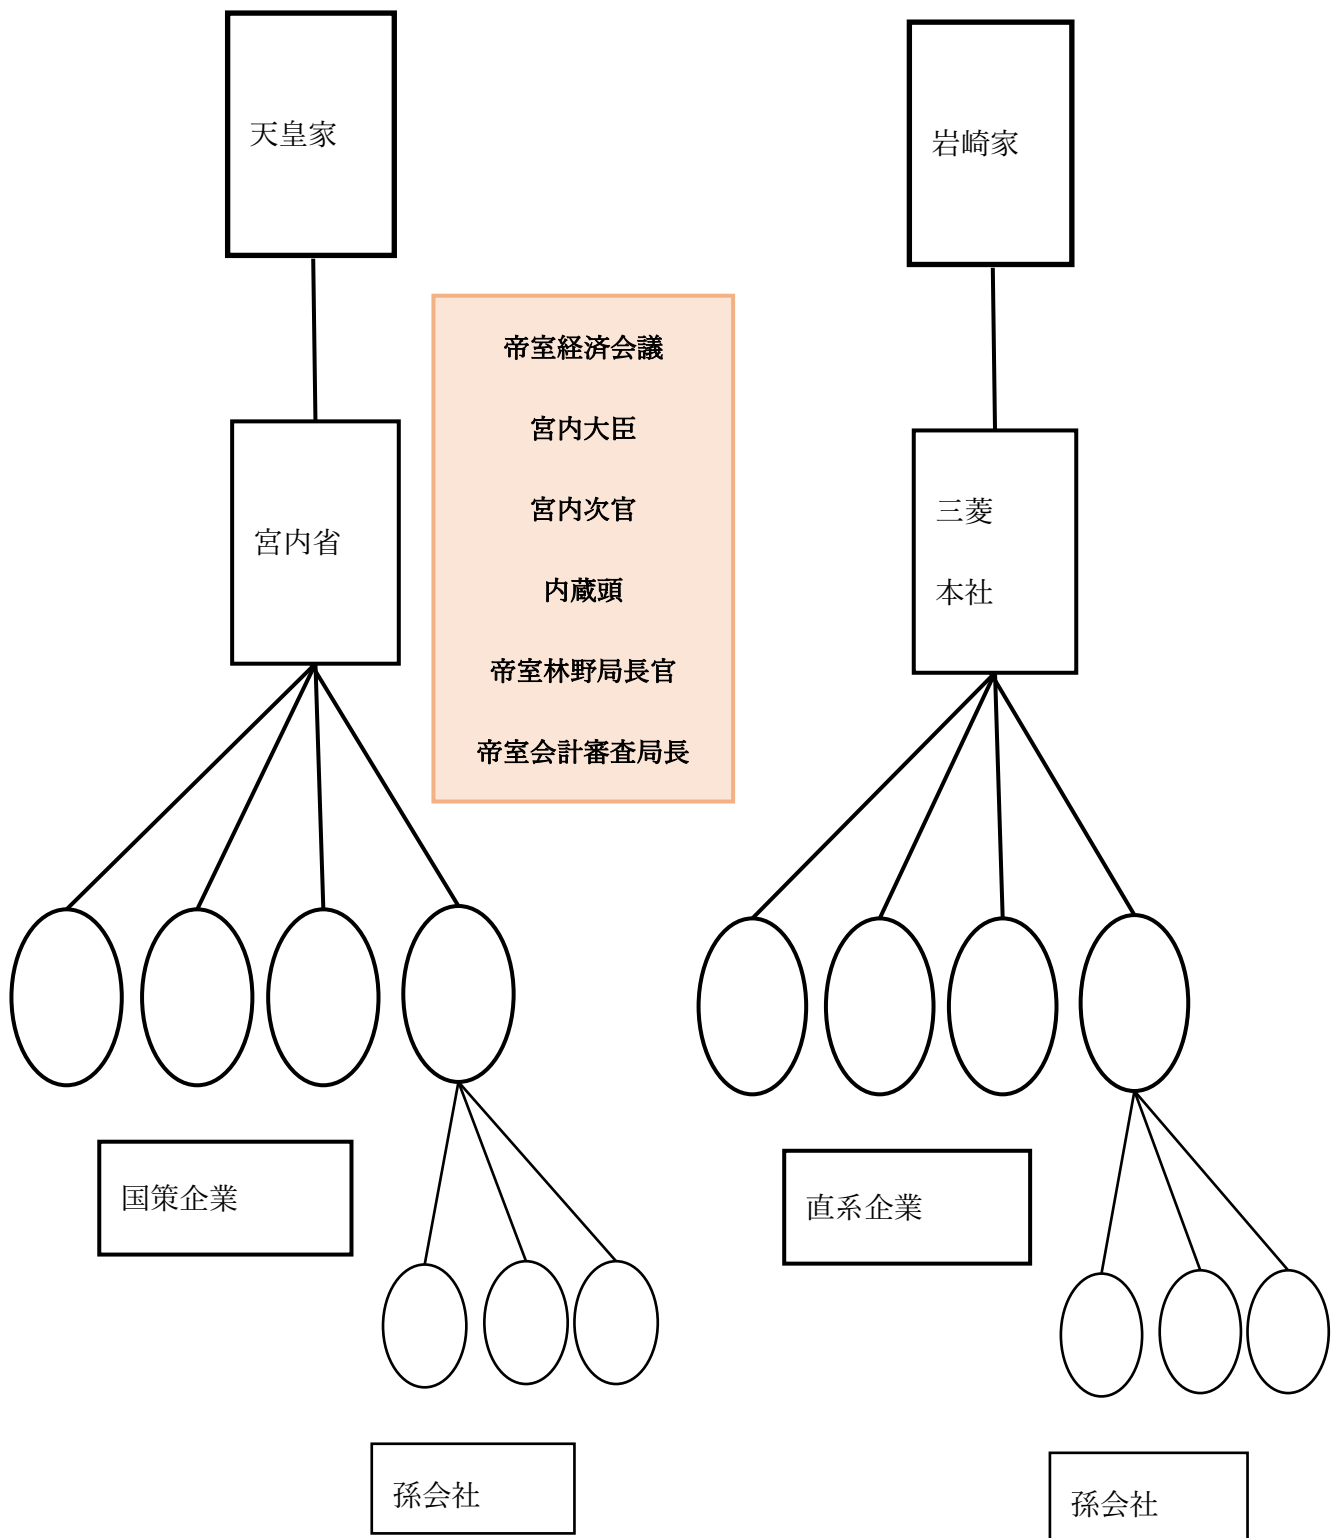 天皇家
岩崎家
帝室経済会議
宮内大臣
宮内次官
内蔵頭
帝室林野局長官
帝室会計審査局長
宮内省
三菱
本社
国策企業
直系企業
孫会社
孫会社